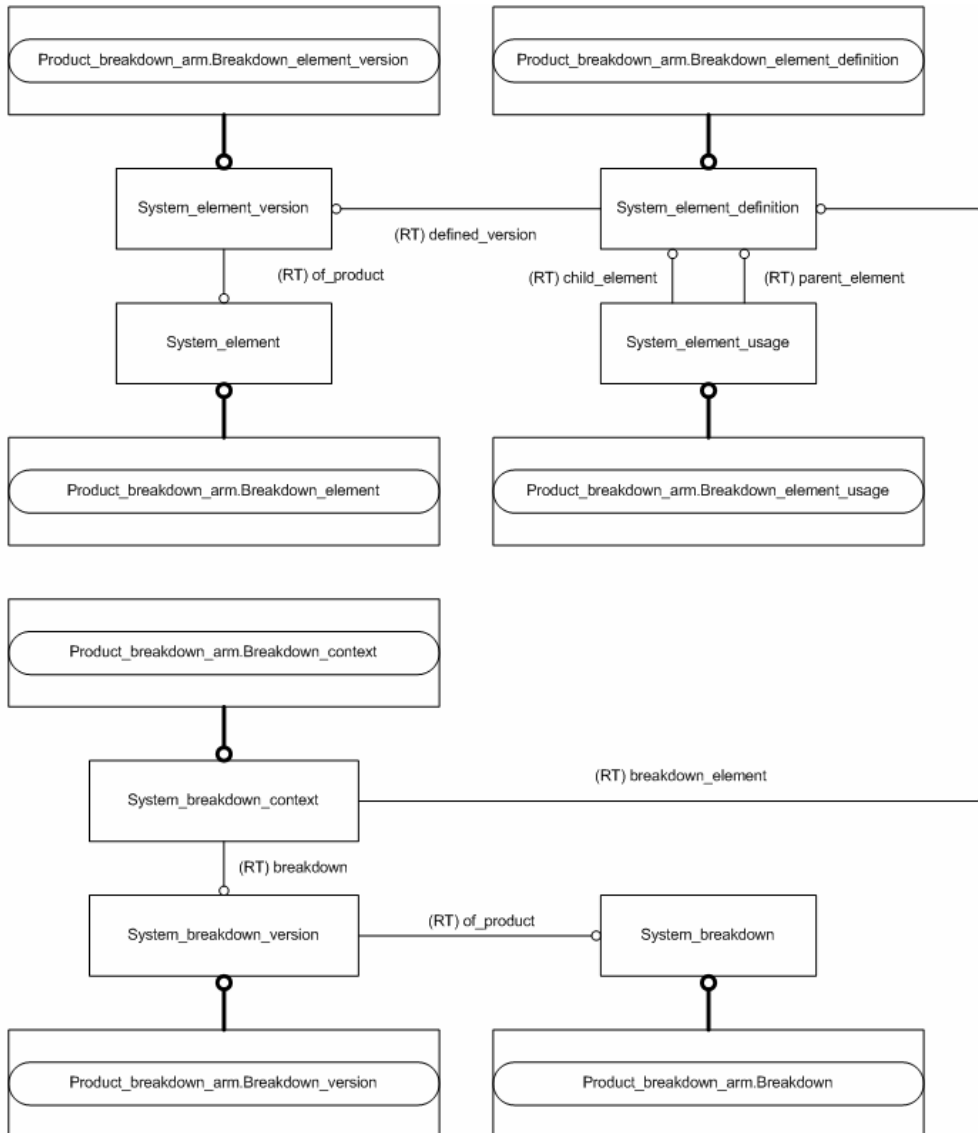 Product_breakdown_arm.Breakdown_element_version
Product_breakdown_arm.Breakdown_element_definition
System_element_version
System_element_definition
(RT) defined_version
(RT) of_product
(RT) child_element
(RT) parent_element
System_element
System_element_usage
Product_breakdown_arm.Breakdown_element
Product_breakdown_arm.Breakdown_element_usage
Product_breakdown_arm.Breakdown_context
System_breakdown_context
(RT) breakdown_element
(RT) breakdown
System_breakdown_version
(RT) of_product
System_breakdown
Product_breakdown_arm.Breakdown_version
Product_breakdown_arm.Breakdown